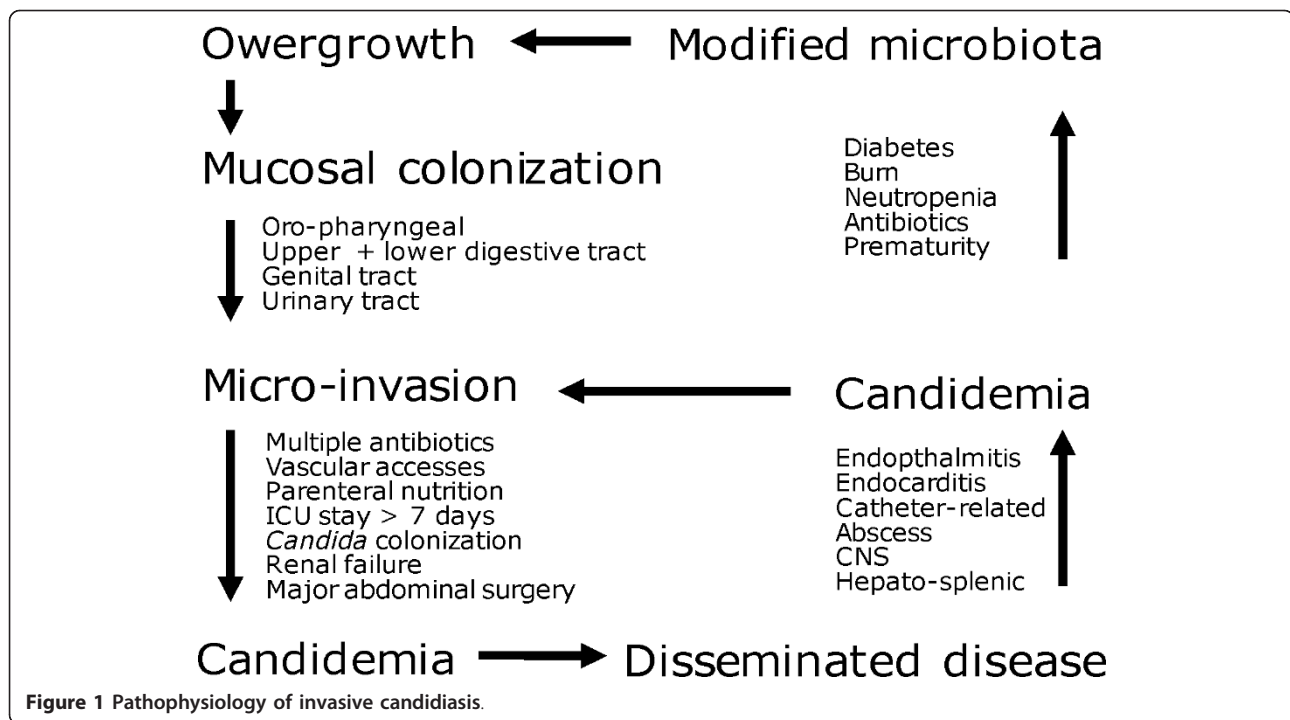 Owergrowth
Modified microbiota
Mucosal colonization
Oro-pharyngeal
Upper + lower digestive tract
Genital tract
Urinary tract
Diabetes
Burn
Neutropenia
Antibiotics
Prematurity
Micro-invasion
Candidemia
Multiple antibiotics
Vascular accesses
Parenteral nutrition
ICU stay > 7 days
Candida colonization
Renal failure
Major abdominal surgery
Endopthalmitis
Endocarditis
Catheter-related
Abscess
CNS
Hepato-splenic
Candidemia
Disseminated disease
Figure 1 Pathophysiology of invasive candidiasis.